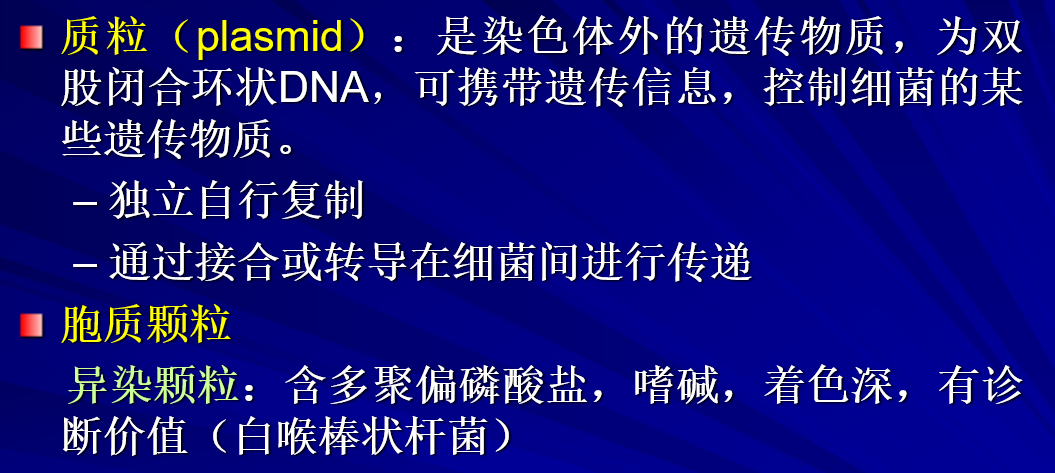 质粒（plasmid）：是染色体外的遗传物质，为双
股闭合环状DNA，可携带遗传信息，控制细菌的某
些遗传物质。
– 独立自行复制
– 通过接合或转导在细菌间进行传递
胞质颗粒
异染颗粒：含多聚偏磷酸盐，嗜碱，着色深，有诊
断价值（白喉棒状杆菌）